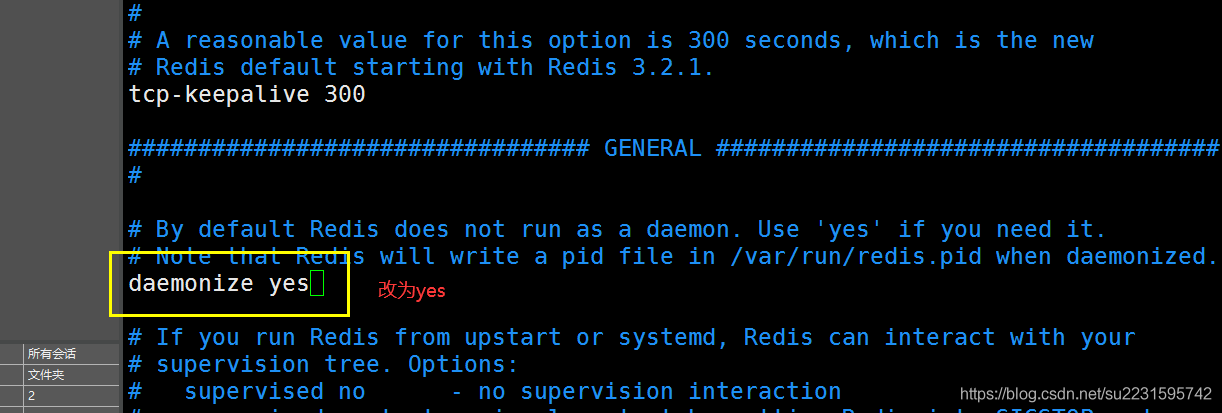 #
# A reasonable value for this option is 300 seconds, which is the new
# Redis default starting with Redis 3.2.1.
tcp-keepalive 300
################################# GENERAL ####################################
#
# By default Redis does not run as a daemon. Use 'yes' if you need it.
# Note that Redis will write a pid file in /var/run/redis.pid when daemonized.
daemonize yes
改为yes
# If you run Redis from upstart or systemd, Redis can interact with your
# supervision tree. Options:
#   supervised no      - no supervision interaction
所有会话
文件夹
2
https://blog.csdn.net/su2231595742